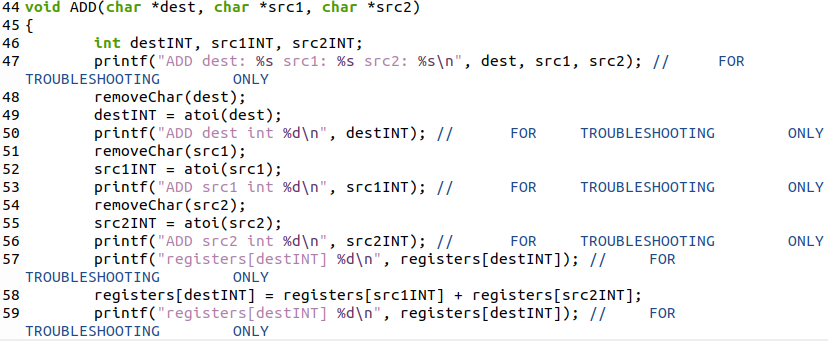 44 void ADD(char *dest, char *src1, char *src2)
45 {
46 int destINT, src1INT, src2INT;
47 printf("ADD dest: %s src1: %s src2: %s\n", dest, src1, src2); // FOR
TROUBLESHOOTING ONLY
48 removeChar(dest);
49 destINT = atoi(dest);
50 printf("ADD dest int %d\n", destINT); // FOR TROUBLESHOOTING ONLY
51 removeChar(src1);
52 src1INT = atoi(src1);
53 printf("ADD src1 int %d\n", src1INT); // FOR TROUBLESHOOTING ONLY
54 removeChar(src2);
55 src2INT = atoi(src2);
56 printf("ADD src2 int %d\n", src2INT); // FOR TROUBLESHOOTING ONLY
57 printf("registers[destINT] %d\n", registers[destINT]); // FOR
TROUBLESHOOTING ONLY
58 registers[destINT] = registers[src1INT] + registers[src2INT];
59 printf("registers[destINT] %d\n", registers[destINT]); // FOR
TROUBLESHOOTING ONLY